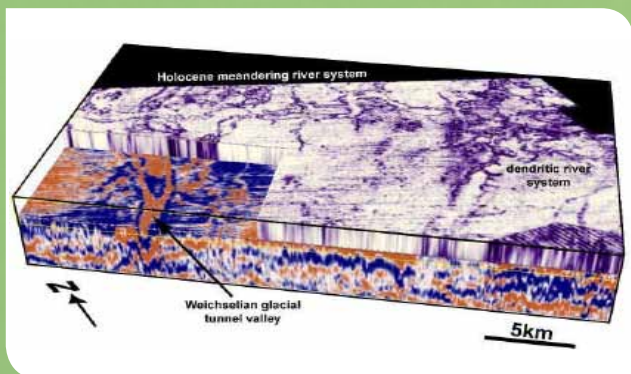 Holocene meandering river system
dendritic river
system
Weichselian glacial
tunnel valley
N
5km